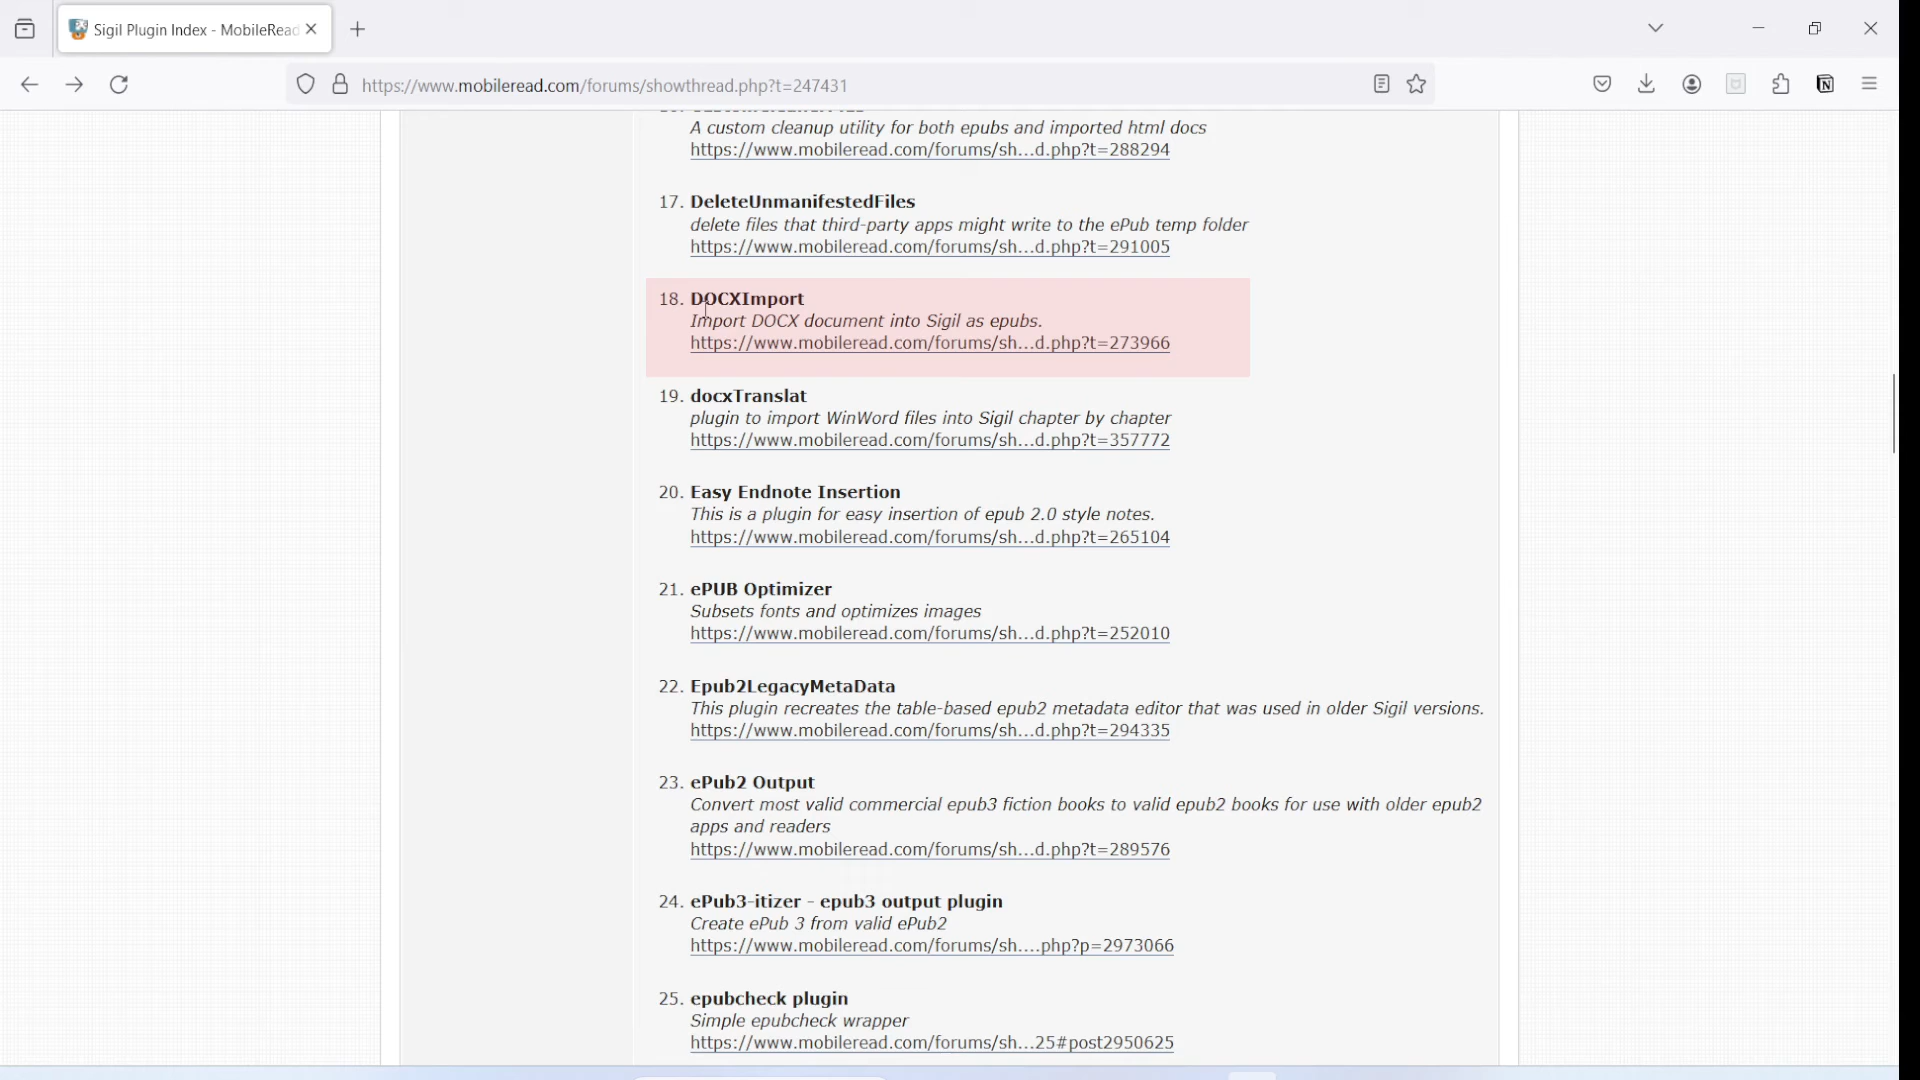 Sigil Plugin Index - MobileRead
https://www.mobileread.com/forums/showthread.php?t=247431
A custom cleanup utility for both epubs and imported html docs
https://www.mobileread.com/forums/sh...d.php?t=288294
17. DeleteUnmanifestedFiles
delete files that third-party apps might write to the ePub temp folder
https://www.mobileread.com/forums/sh...d.php?t=291005
18. DOCXImport
Import DOCX document into Sigil as epubs.
https://www.mobileread.com/forums/sh...d.php?t=273966
19. docxTranslat
plugin to import WinWord files into Sigil chapter by chapter
https://www.mobileread.com/forums/sh...d.php?t=357772
20. Easy Endnote Insertion
This is a plugin for easy insertion of epub 2.0 style notes.
https://www.mobileread.com/forums/sh...d.php?t=265104
21. ePUB Optimizer
Subsets fonts and optimizes images
https://www.mobileread.com/forums/sh...d.php?t=252010
22. Epub2LegacyMetaData
This plugin recreates the table-based epub2 metadata editor that was used in older Sigil versions.
https://www.mobileread.com/forums/sh...d.php?t=294335
23. ePub2 Output
Convert most valid commercial epub3 fiction books to valid epub2 books for use with older epub2
apps and readers
https://www.mobileread.com/forums/sh...d.php?t=289576
24. ePub3-itizer - epub3 output plugin
Create ePub 3 from valid ePub2
https://www.mobileread.com/forums/sh....php?p=2973066
25. epubcheck plugin
Simple epubcheck wrapper
https://www.mobileread.com/forums/sh...25#post2950625